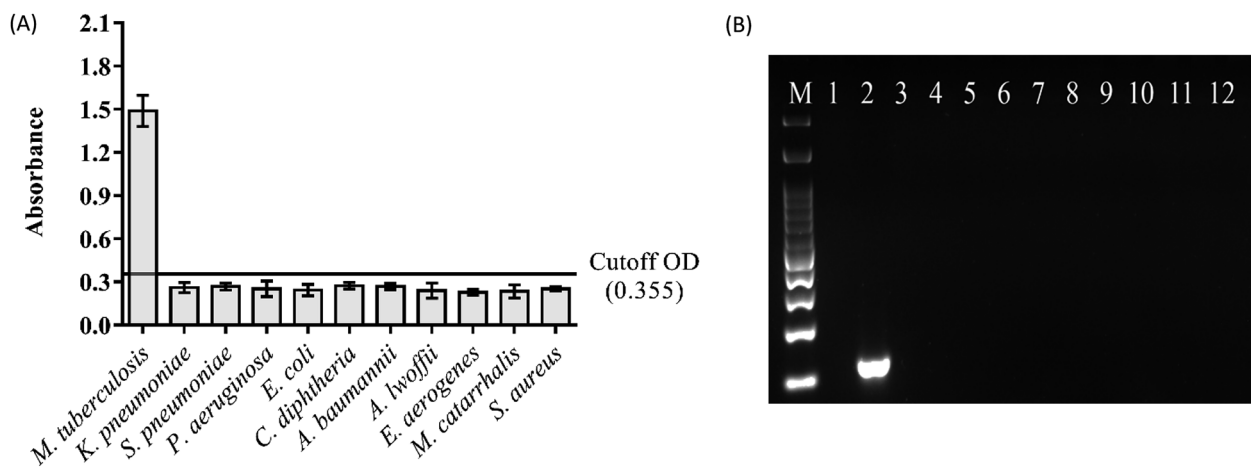 (A)
2.1
1.8
1.5
1.2
0.9
0.6
0.3
0.0
Absorbance
Cutoff OD
(0.355)
M. tuberculosis
K. pneumoniae
S. pneumoniae
P. aeruginosa
E. coli
C. diphtheria
A. baumannii
A. lwoffii
E. aerogenes
M. catarrhalis
S. aureus
(B)
M 1 2 3 4 5 6 7 8 9 10 11 12